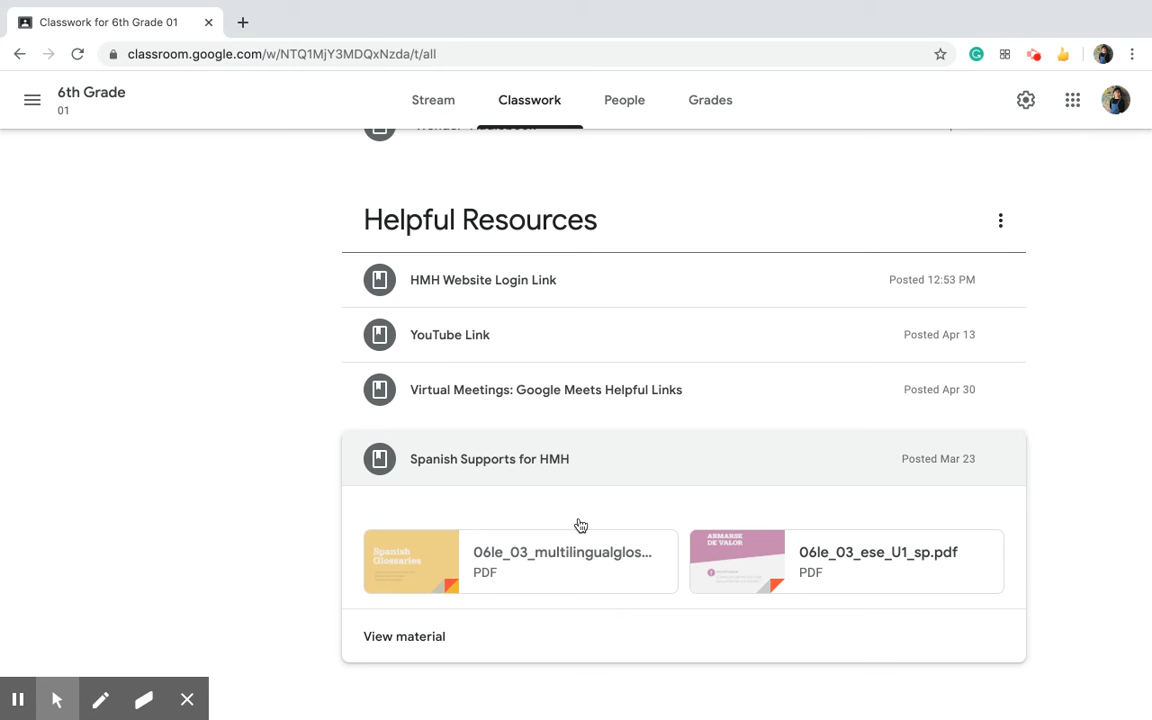 Classwork for 6th Grade 01
classroom.google.com/w/NTQ1MjY3MDQxNzda/t/all
6th Grade
01
Stream
Classwork
People
Grades
Helpful Resources
HMH Website Login Link
Posted 12:53 PM
YouTube Link
Posted Apr 13
Virtual Meetings: Google Meets Helpful Links
Posted Apr 30
Spanish Supports for HMH
Posted Mar 23
Spanish
Glossaries
06le_03_multilingualglos...
PDF
ARMARSE
DE VALOR
06le_03_ese_U1_sp.pdf
PDF
View material